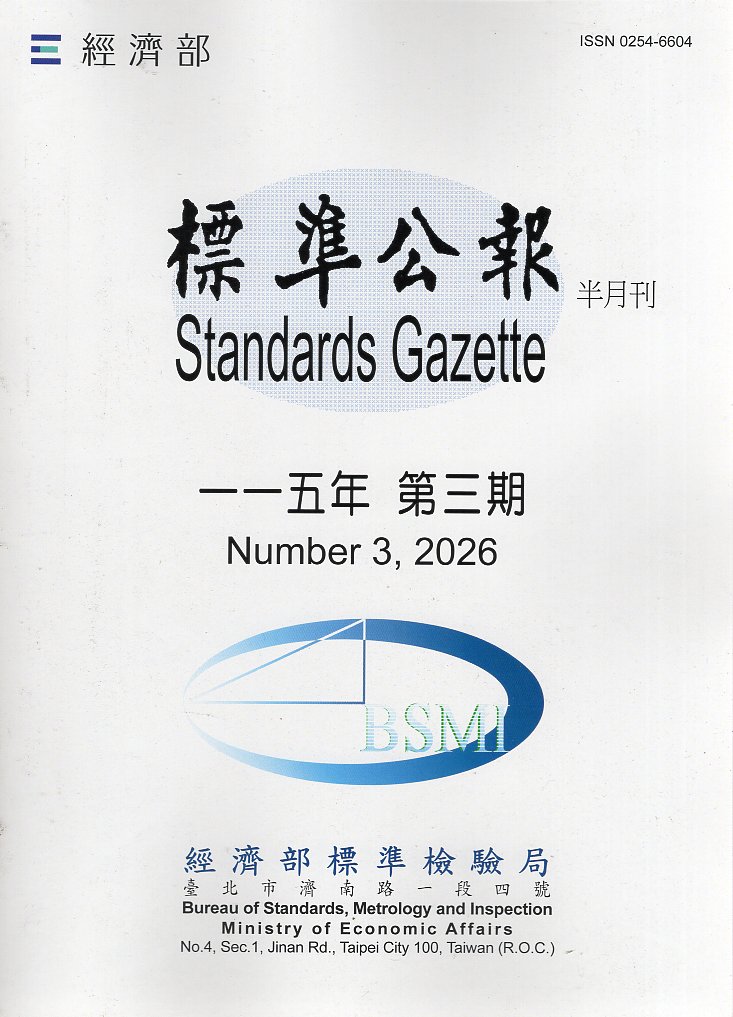 經濟部
ISSN 0254-6604
標準公報
半月刊
Standards Gazette
一一五年 第三期
Number 3, 2026
BSMI
經濟部標準檢驗局
臺北市濟南路一段四號
Bureau of Standards, Metrology and Inspection
Ministry of Economic Affairs
No.4, Sec.1, Jinan Rd., Taipei City 100, Taiwan (R.O.C.)